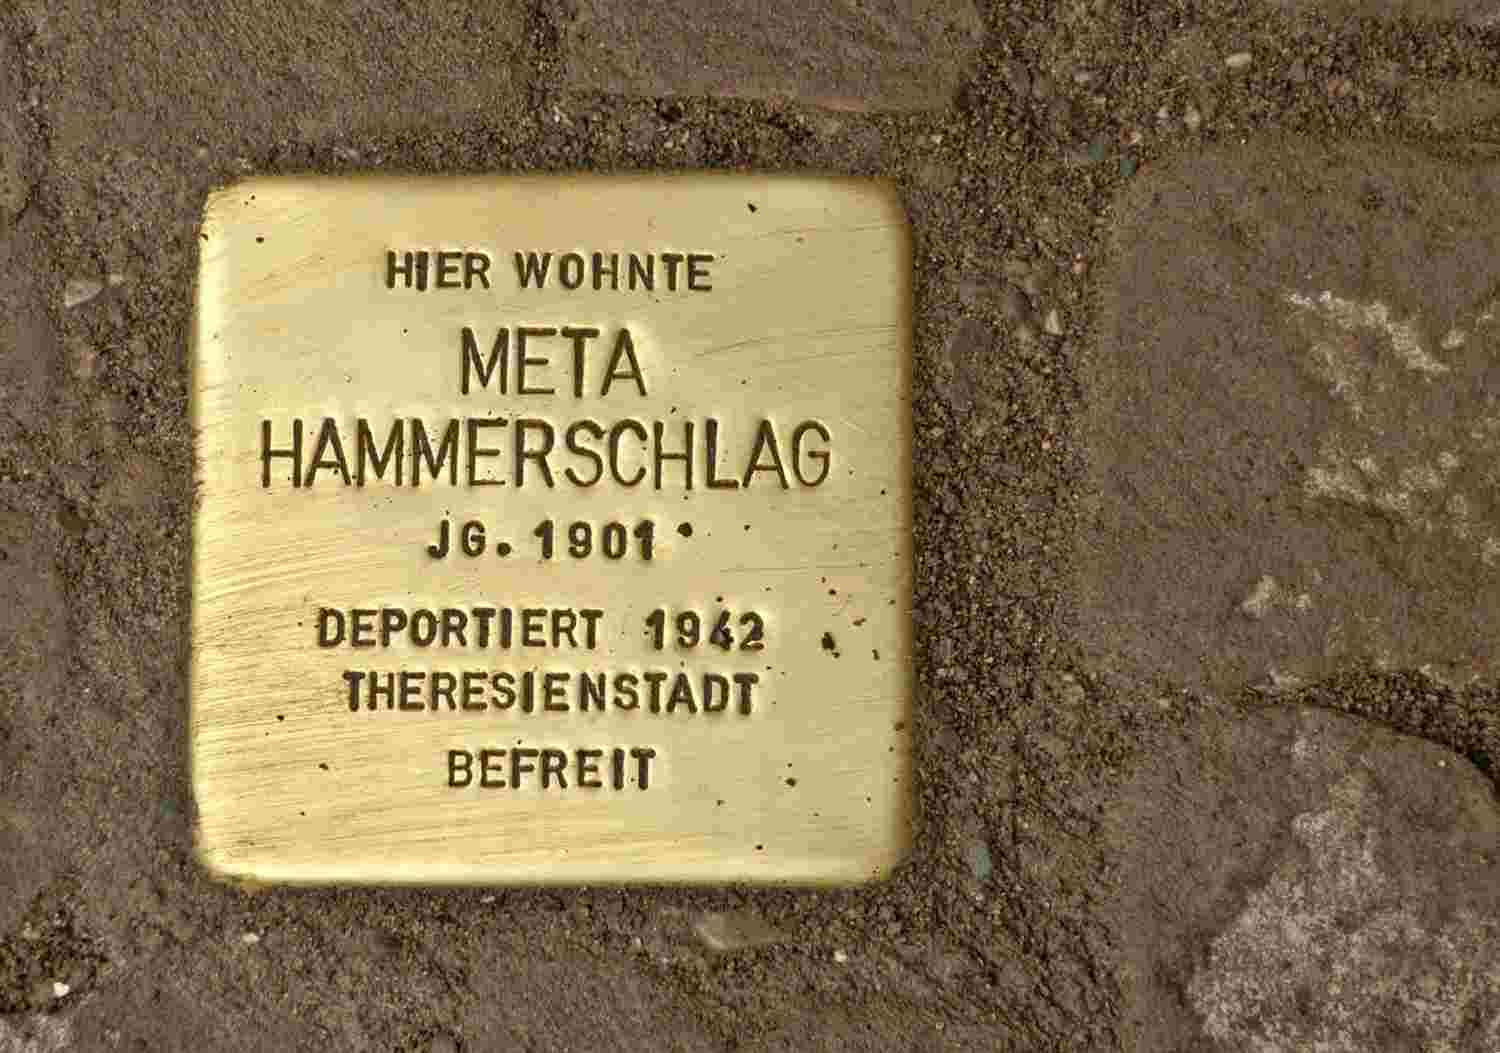 HIER WOHNTE
META
HAMMERSCHLAG
JG. 1901
DEPORTIERT 1942
THERESIENSTADT
BEFREIT